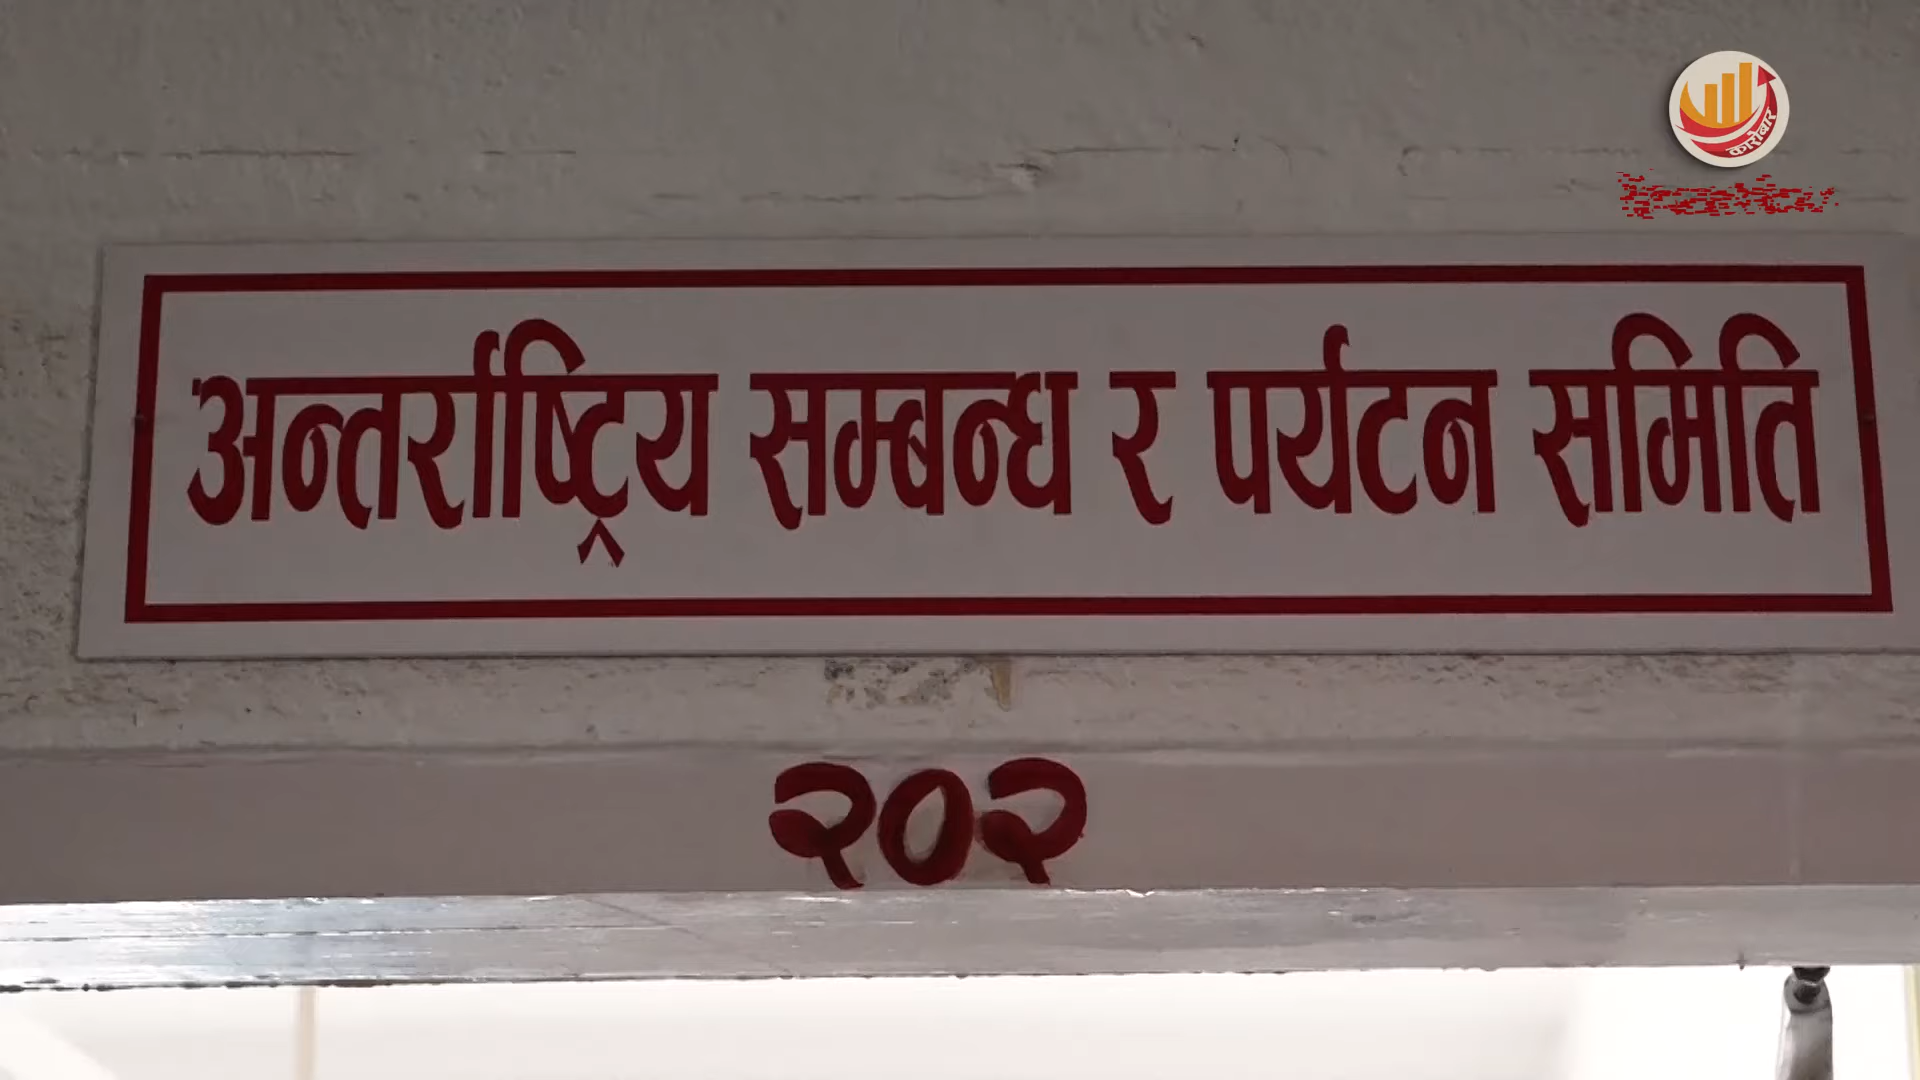 कारोबार
अन्तर्राष्ट्रिय सम्बन्ध र पर्यटन समिति
२०२